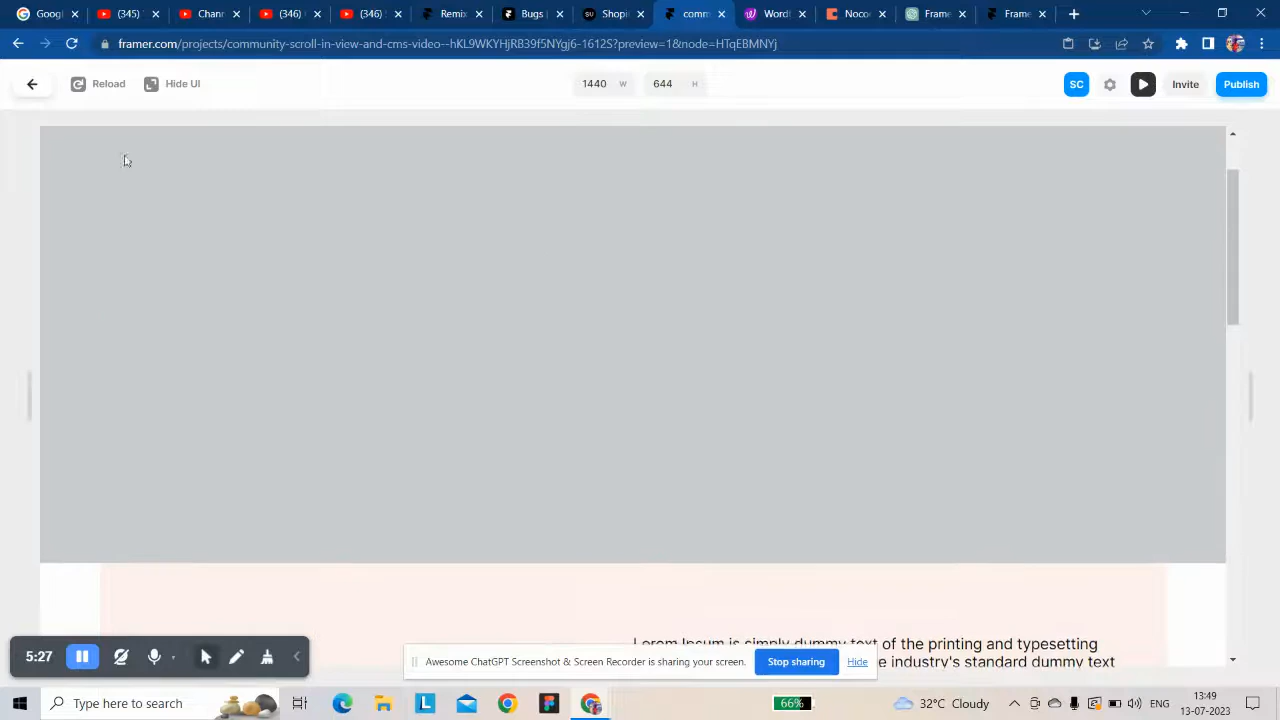 Googl
(345)
Chann
(346)
(346)
Remix
Bugs
Shopi
comm
WordI
Noco
Frame
Frame
framer.com/projects/community-scroll-in-view-and-cms-video--hKL9WKYHjRB39f5NYgj6-1612S?preview=1&node=HTqEBMNYj
Reload
Hide UI
1440 W
644 H
SC
Invite
Publish
Lorem Ipsum is simply dummy text of the printing and typesetting
e industry's standard dummy text
5:27
Awesome ChatGPT Screenshot & Screen Recorder is sharing your screen.
Stop sharing
Hide
Type here to search
L
66%
32°C Cloudy
ENG
13:49
13-07-2023